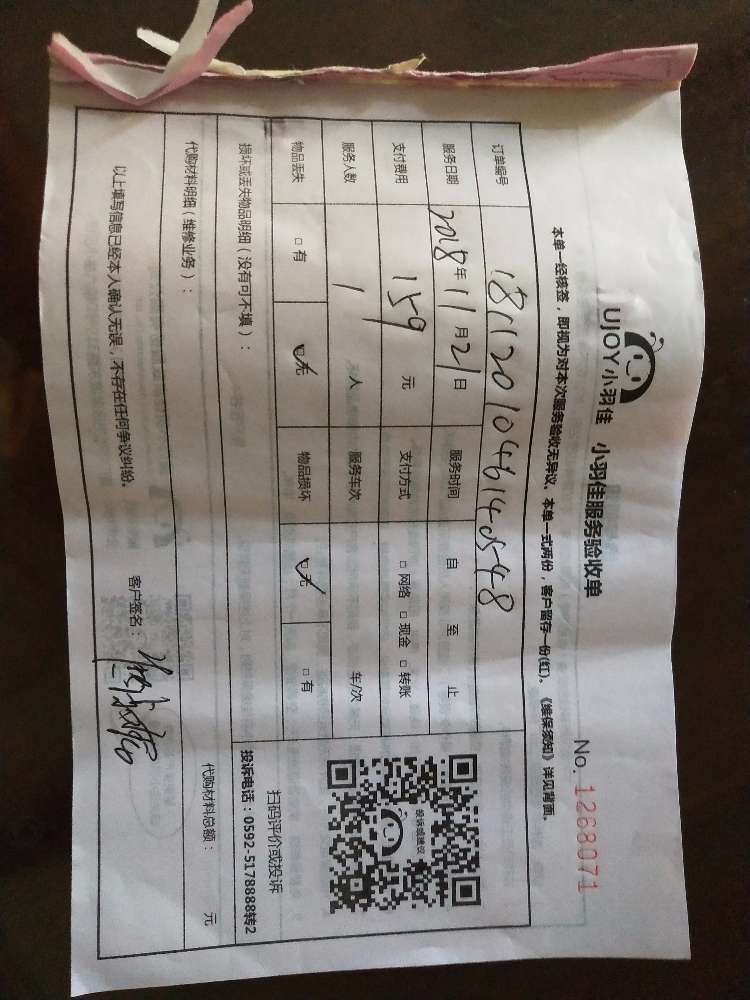 UJOY小羽佳 小羽佳服务验收单
No. 1268071
本单一经核签，即视为对本次服务验收无异议、本单一式两份，客户留存一份(红)。《维保须知》详见背面。
订单编号 1811201046140548
服务日期 2018年11月21日 服务时间 自 至 止
支付费用 159 元 支付方式 □网络 □现金 □转账
服务人数 1 人 服务车次 车/次
物品丢失 □有 ☑无 物品损坏 ☑无 □有
投诉或建议
扫码评价或投诉
投诉电话：0592-5178888转2
损坏或丢失物品明细（没有可不填）：
代购材料明细（维修业务）： 代购材料总额： 元
以上填写信息已经本人确认无误，不存在任何争议纠纷。
客户签名：